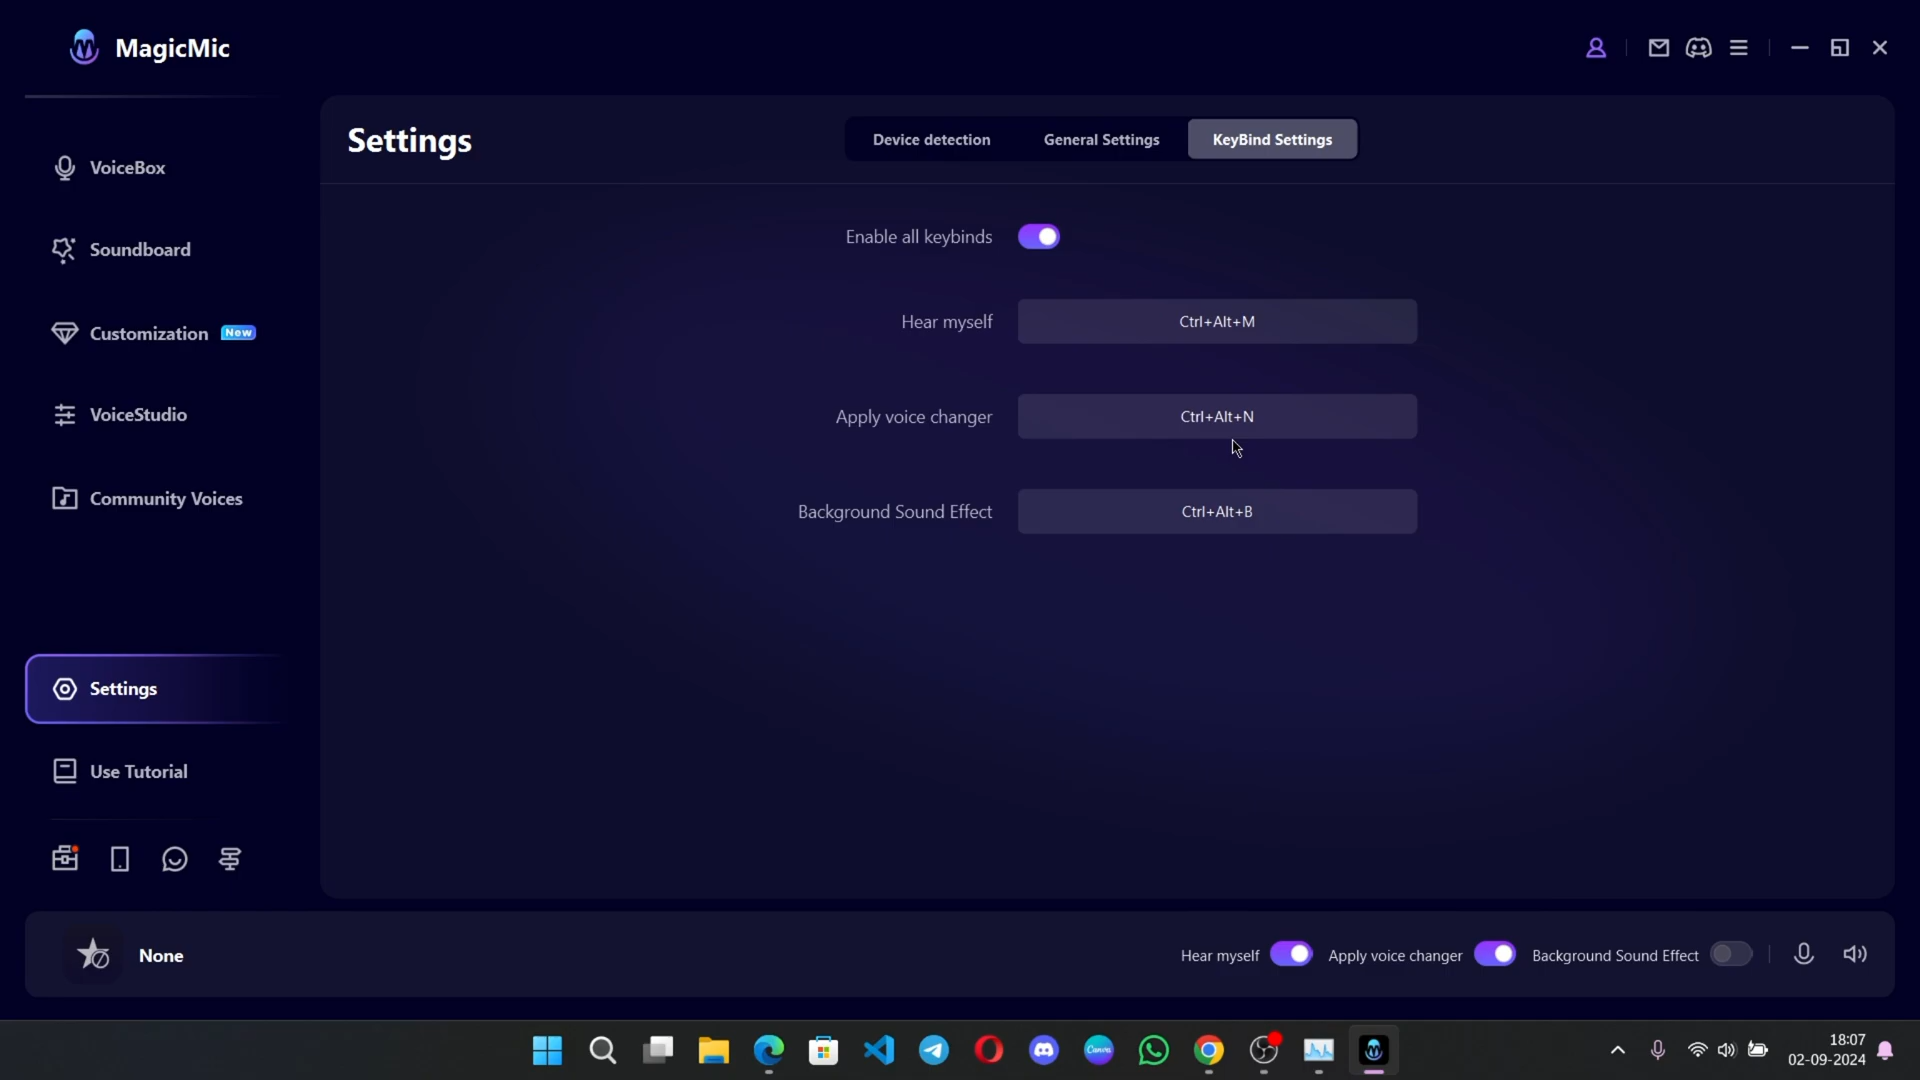 MagicMic
VoiceBox
Soundboard
Customization New
VoiceStudio
Community Voices
Settings
Use Tutorial
Settings
Device detection General Settings KeyBind Settings
Enable all keybinds
Hear myself Ctrl+Alt+M
Apply voice changer Ctrl+Alt+N
Background Sound Effect Ctrl+Alt+B
None Hear myself Apply voice changer Background Sound Effect
Canva
18:07
02-09-2024